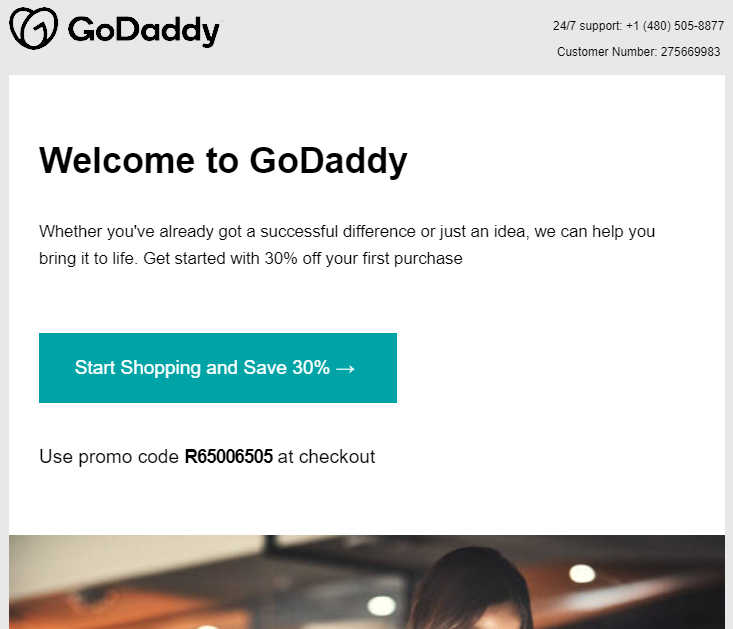 GoDaddy
24/7 support: +1 (480) 505-8877
Customer Number: 275669983
Welcome to GoDaddy
Whether you've already got a successful difference or just an idea, we can help you
bring it to life. Get started with 30% off your first purchase
Start Shopping and Save 30% →
Use promo code R65006505 at checkout